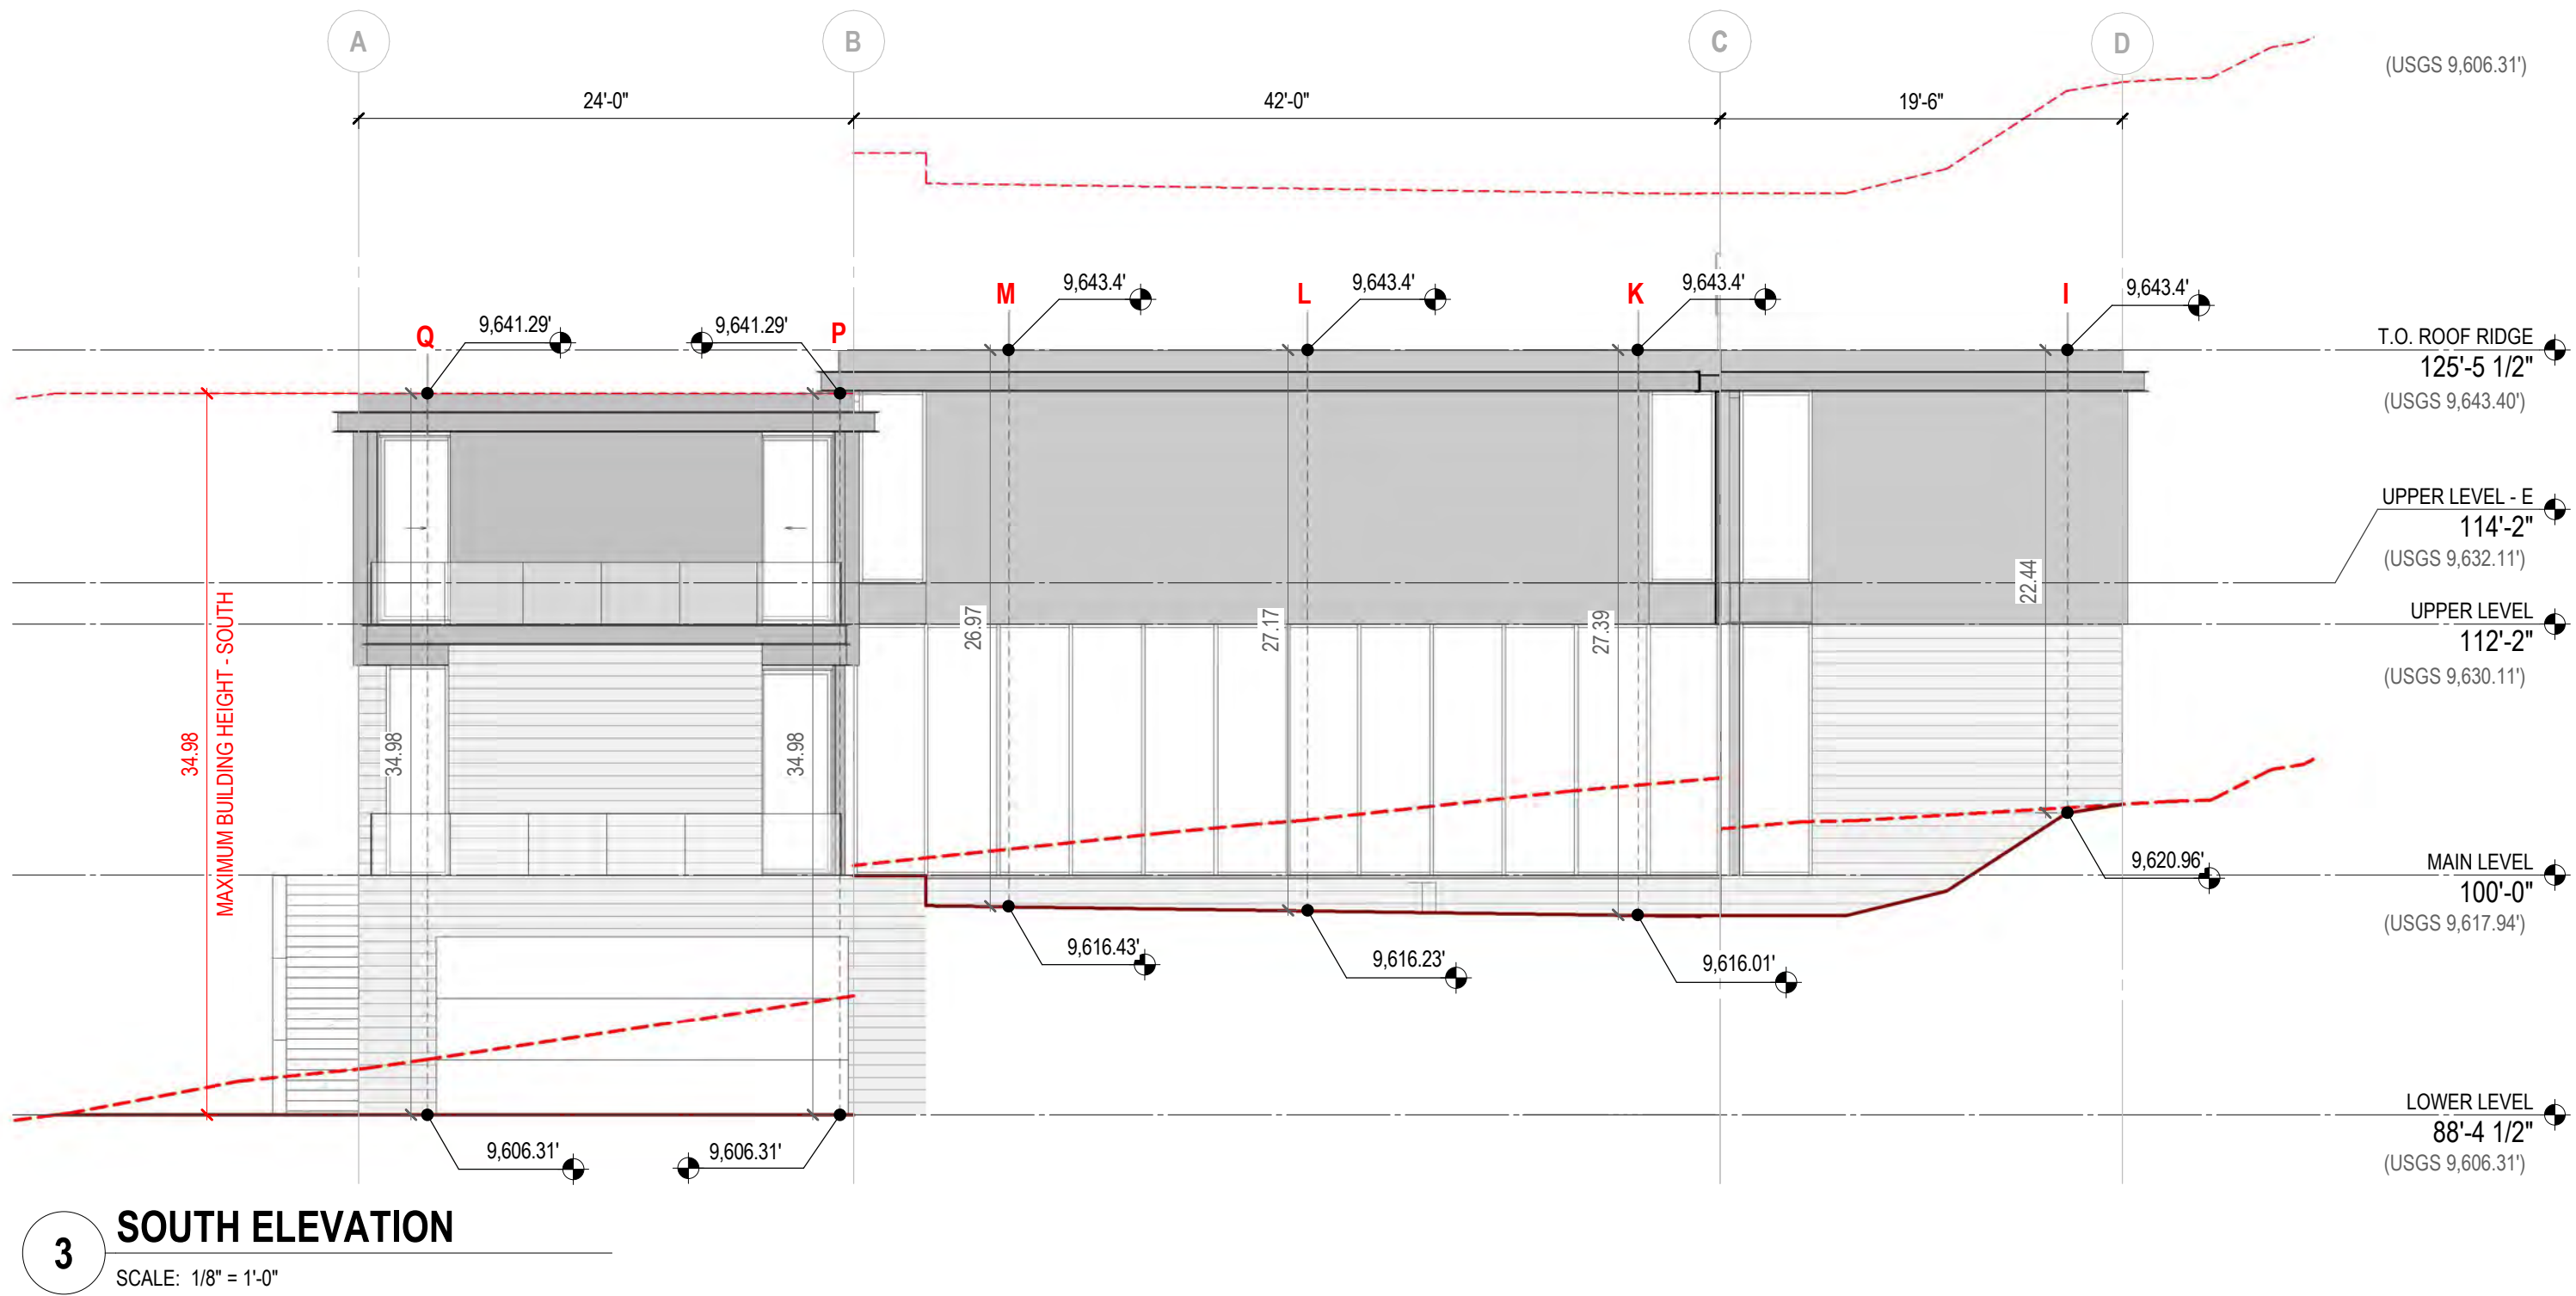 A
B
C
D
(USGS 9,606.31')
24'-0"
42'-0"
19'-6"
Q
9,641.29'
9,641.29'
P
M
9,643.4'
L
9,643.4'
K
9,643.4'
I
9,643.4'
T.O. ROOF RIDGE
125'-5 1/2"
(USGS 9,643.40')
UPPER LEVEL - E
114'-2"
(USGS 9,632.11')
UPPER LEVEL
112'-2"
(USGS 9,630.11')
34.98
MAXIMUM BUILDING HEIGHT - SOUTH
34.98
34.98
26.97
27.17
27.39
22.44
9,620.96'
MAIN LEVEL
100'-0"
(USGS 9,617.94')
9,616.43'
9,616.23'
9,616.01'
LOWER LEVEL
88'-4 1/2"
(USGS 9,606.31')
9,606.31'
9,606.31'
3
SOUTH ELEVATION
SCALE: 1/8" = 1'-0"